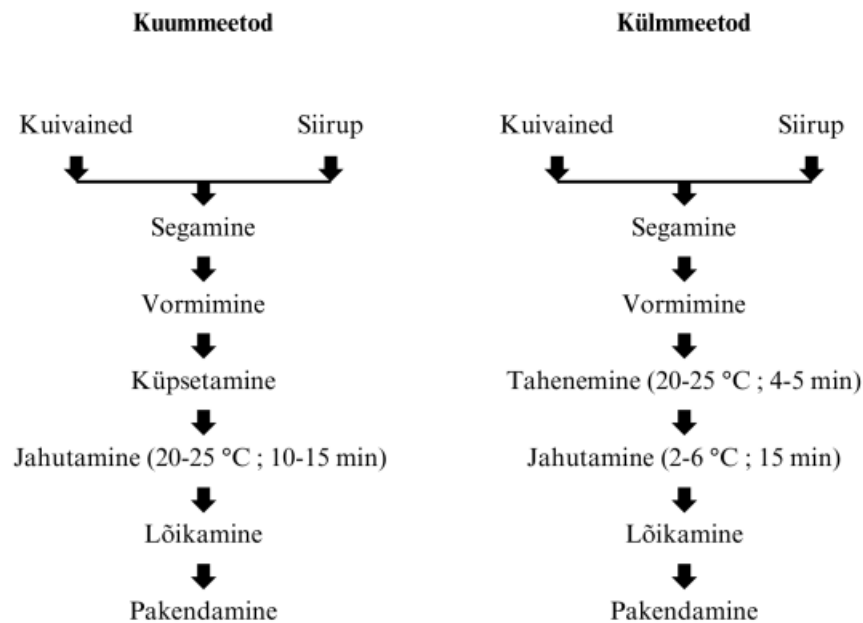 Kuummeetod
Kuivained Siirup
Segamine
Vormimine
Küpsetamine
Jahutamine (20-25 °C ; 10-15 min)
Lõikamine
Pakendamine
Külmmeetod
Kuivained Siirup
Segamine
Vormimine
Tahenemine (20-25 °C ; 4-5 min)
Jahutamine (2-6 °C ; 15 min)
Lõikamine
Pakendamine